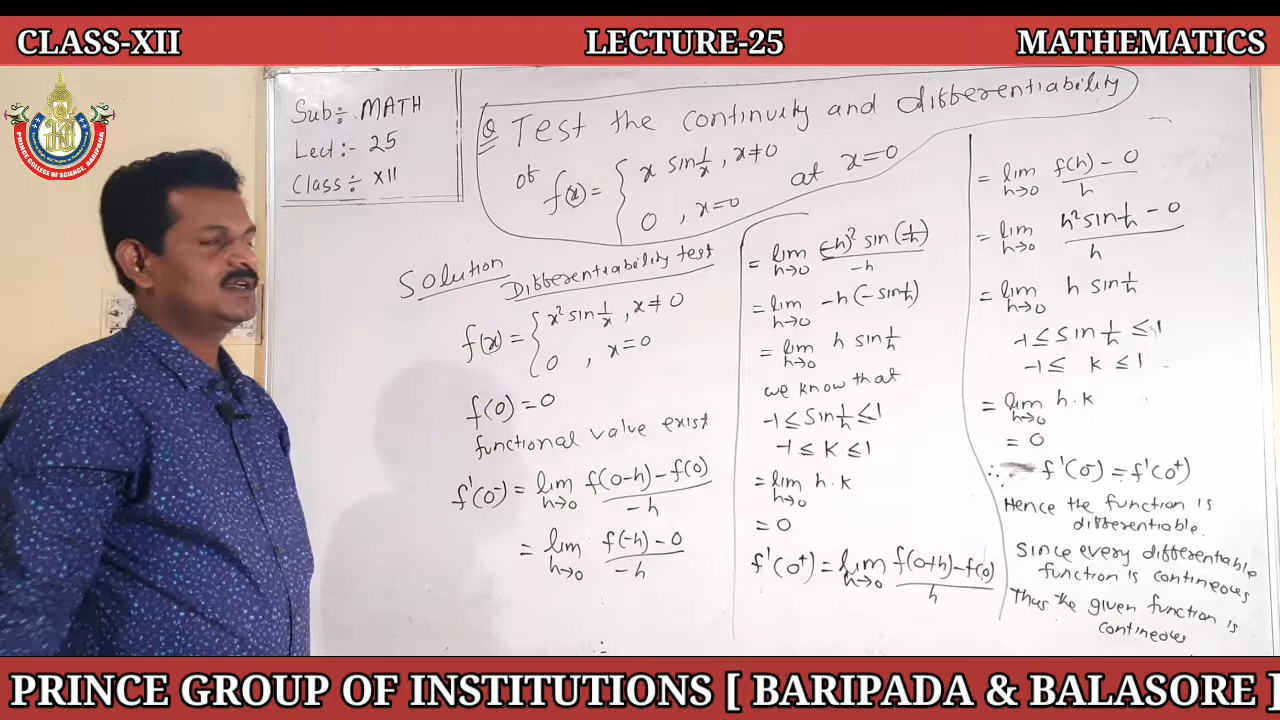 CLASS-XII
LECTURE-25
MATHEMATICS
PRINCE COLLEGE OF SCIENCE, BARIPADA
Sub:- MATH
Lect:- 25
Class :- XII
Q Test the continuity and differentiability
of f(x) = { x sin 1/x , x≠0
0 , x=0 at x=0
Solution Differentiability test
f(x) = { x² sin 1/x , x≠0
0 , x=0
f(0) = 0
functional value exist
f'(0⁻) = lim h→0 f(0-h) - f(0) / -h
= lim h→0 f(-h) - 0 / -h
= lim h→0 (-h)² sin(1/-h) / -h
= lim h→0 -h(-sin 1/h)
= lim h→0 h sin 1/h
we know that
-1 ≤ Sin 1/h ≤ 1
-1 ≤ K ≤ 1
= lim h→0 h.k
= 0
f'(0⁺) = lim h→0 f(0+h) - f(0) / h
= lim h→0 f(h) - 0 / h
= lim h→0 h² sin 1/h - 0 / h
= lim h→0 h sin 1/h
-1 ≤ Sin 1/h ≤ 1
-1 ≤ K ≤ 1
= lim h→0 h.k
= 0
∴ f'(0⁻) = f'(0⁺)
Hence the function is
differentiable.
Since every differentiable
function is contineous
Thus the given function is
contineous
PRINCE GROUP OF INSTITUTIONS [ BARIPADA & BALASORE ]